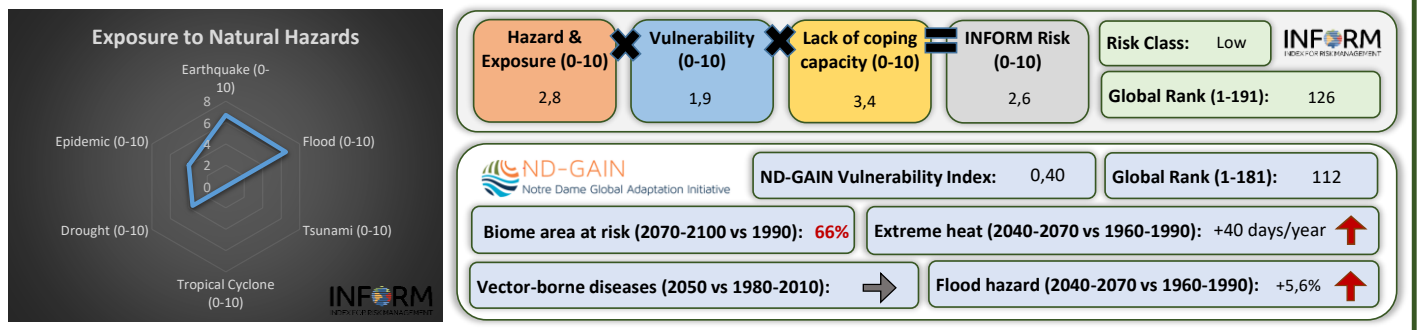 Exposure to Natural Hazards
Earthquake (0-
10)
8
6
4
2
0
Epidemic (0-10)
Flood (0-10)
Drought (0-10)
Tsunami (0-10)
Tropical Cyclone
(0-10)
INFORM
INDEX FOR RISK MANAGEMENT
Hazard &
Exposure (0-10)
2,8
Vulnerability
(0-10)
1,9
Lack of coping
capacity (0-10)
3,4
INFORM Risk
(0-10)
2,6
Risk Class: Low
INFORM
INDEX FOR RISK MANAGEMENT
Global Rank (1-191): 126
ND-GAIN
Notre Dame Global Adaptation Initiative
ND-GAIN Vulnerability Index: 0,40
Global Rank (1-181): 112
Biome area at risk (2070-2100 vs 1990): 66%
Extreme heat (2040-2070 vs 1960-1990): +40 days/year
Vector-borne diseases (2050 vs 1980-2010):
Flood hazard (2040-2070 vs 1960-1990): +5,6%